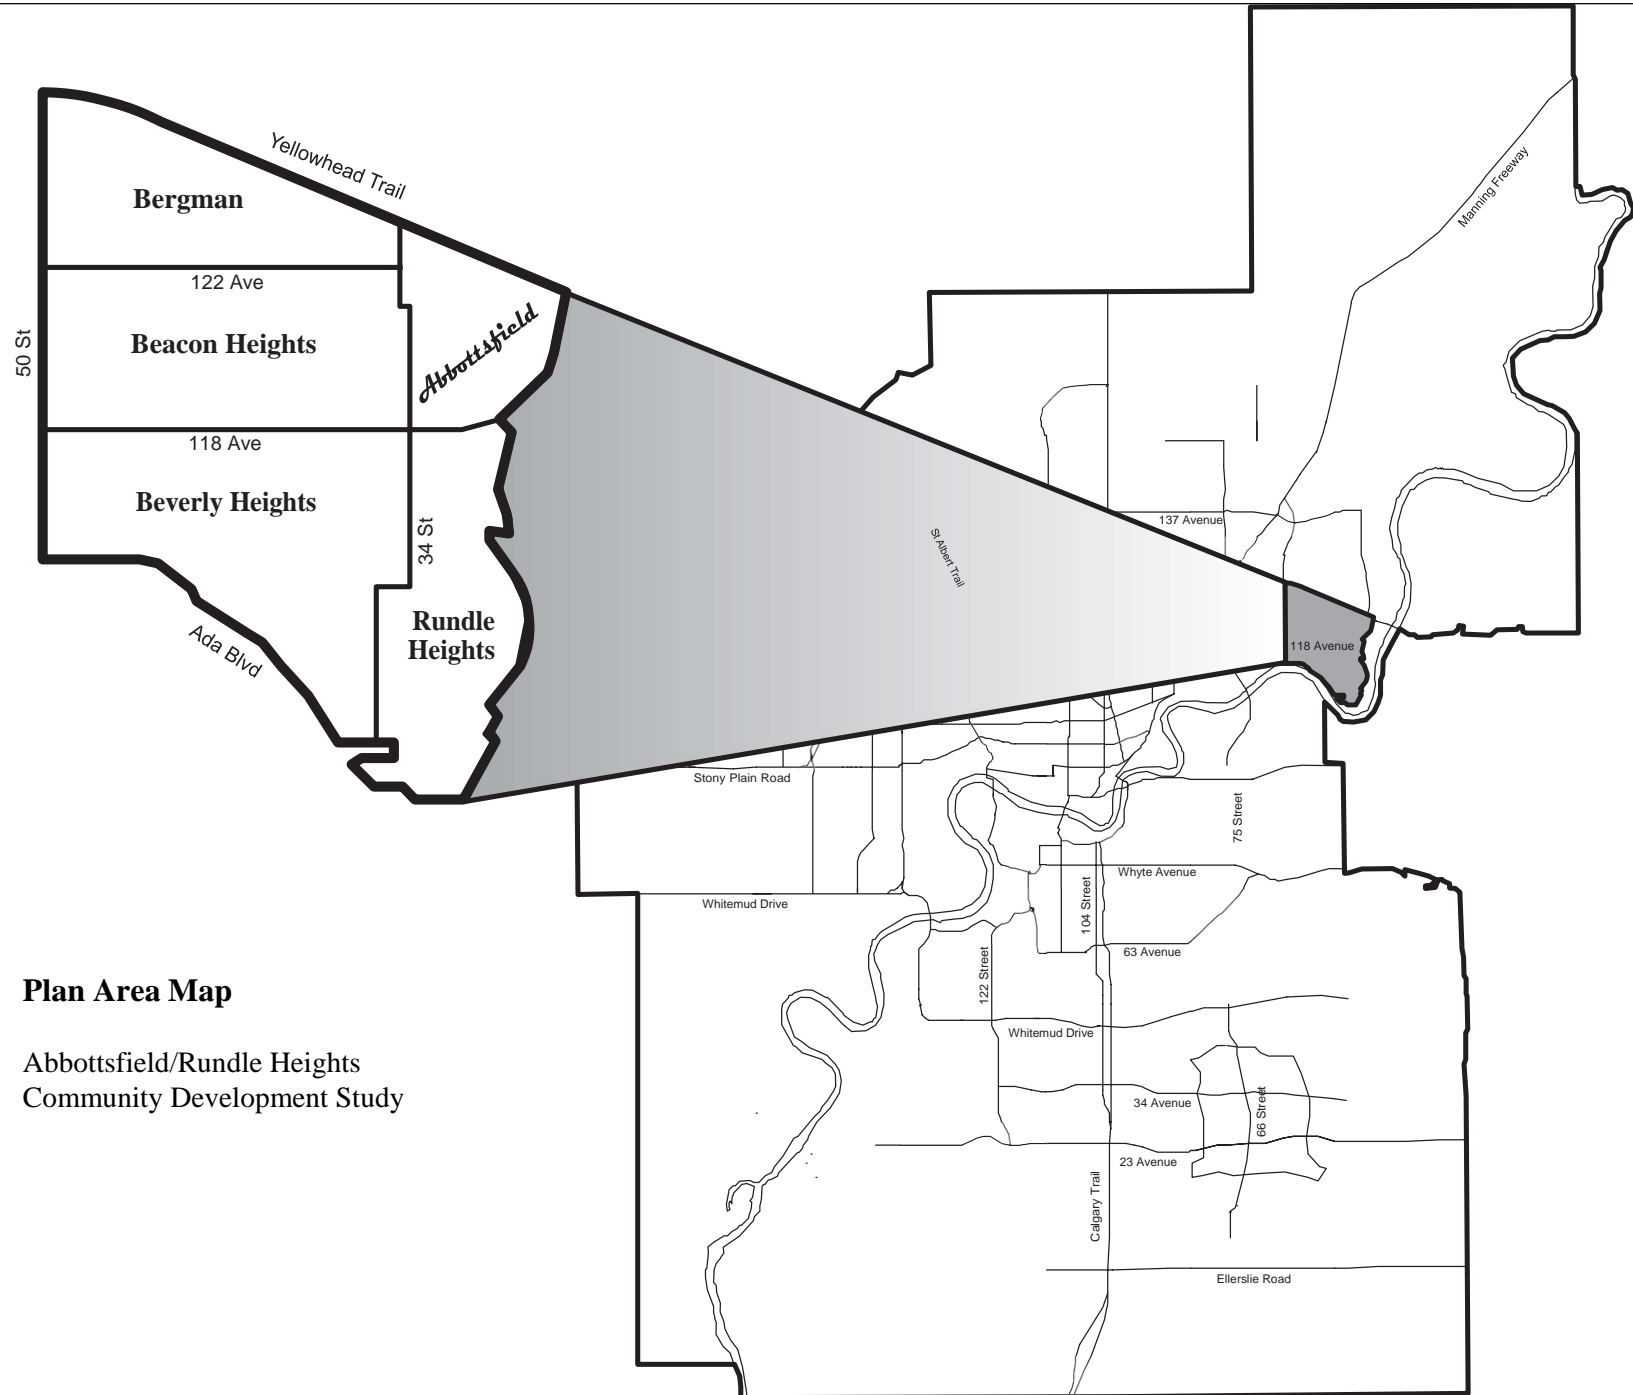 Yellowhead Trail
Manning Freeway
Bergman
122 Ave
50 St
Beacon Heights
Abbottsfield
118 Ave
Beverly Heights
34 St
137 Avenue
St Albert Trail
Rundle
Heights
Ada Blvd
118 Avenue
Stony Plain Road
75 Street
Whyte Avenue
Whitemud Drive
104 Street
63 Avenue
122 Street
Plan Area Map
Whitemud Drive
Abbottsfield/Rundle Heights
Community Development Study
34 Avenue
66 Street
23 Avenue
Calgary Trail
Ellerslie Road